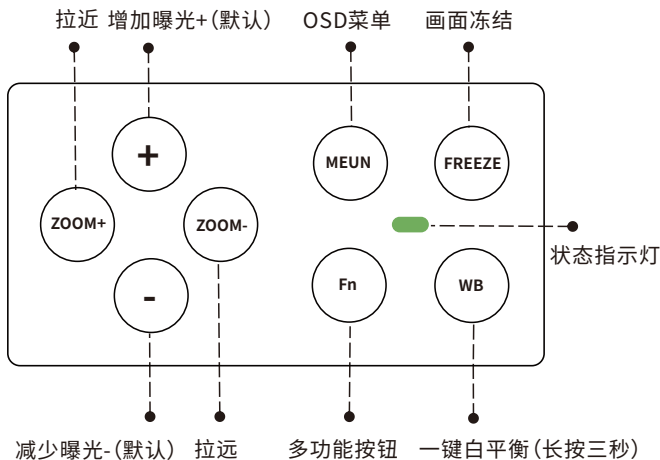 拉近 增加曝光+(默认) OSD菜单 画面冻结
+ MEUN FREEZE
ZOOM+ ZOOM-
状态指示灯
- Fn WB
减少曝光-(默认) 拉远 多功能按钮 一键白平衡(长按三秒)